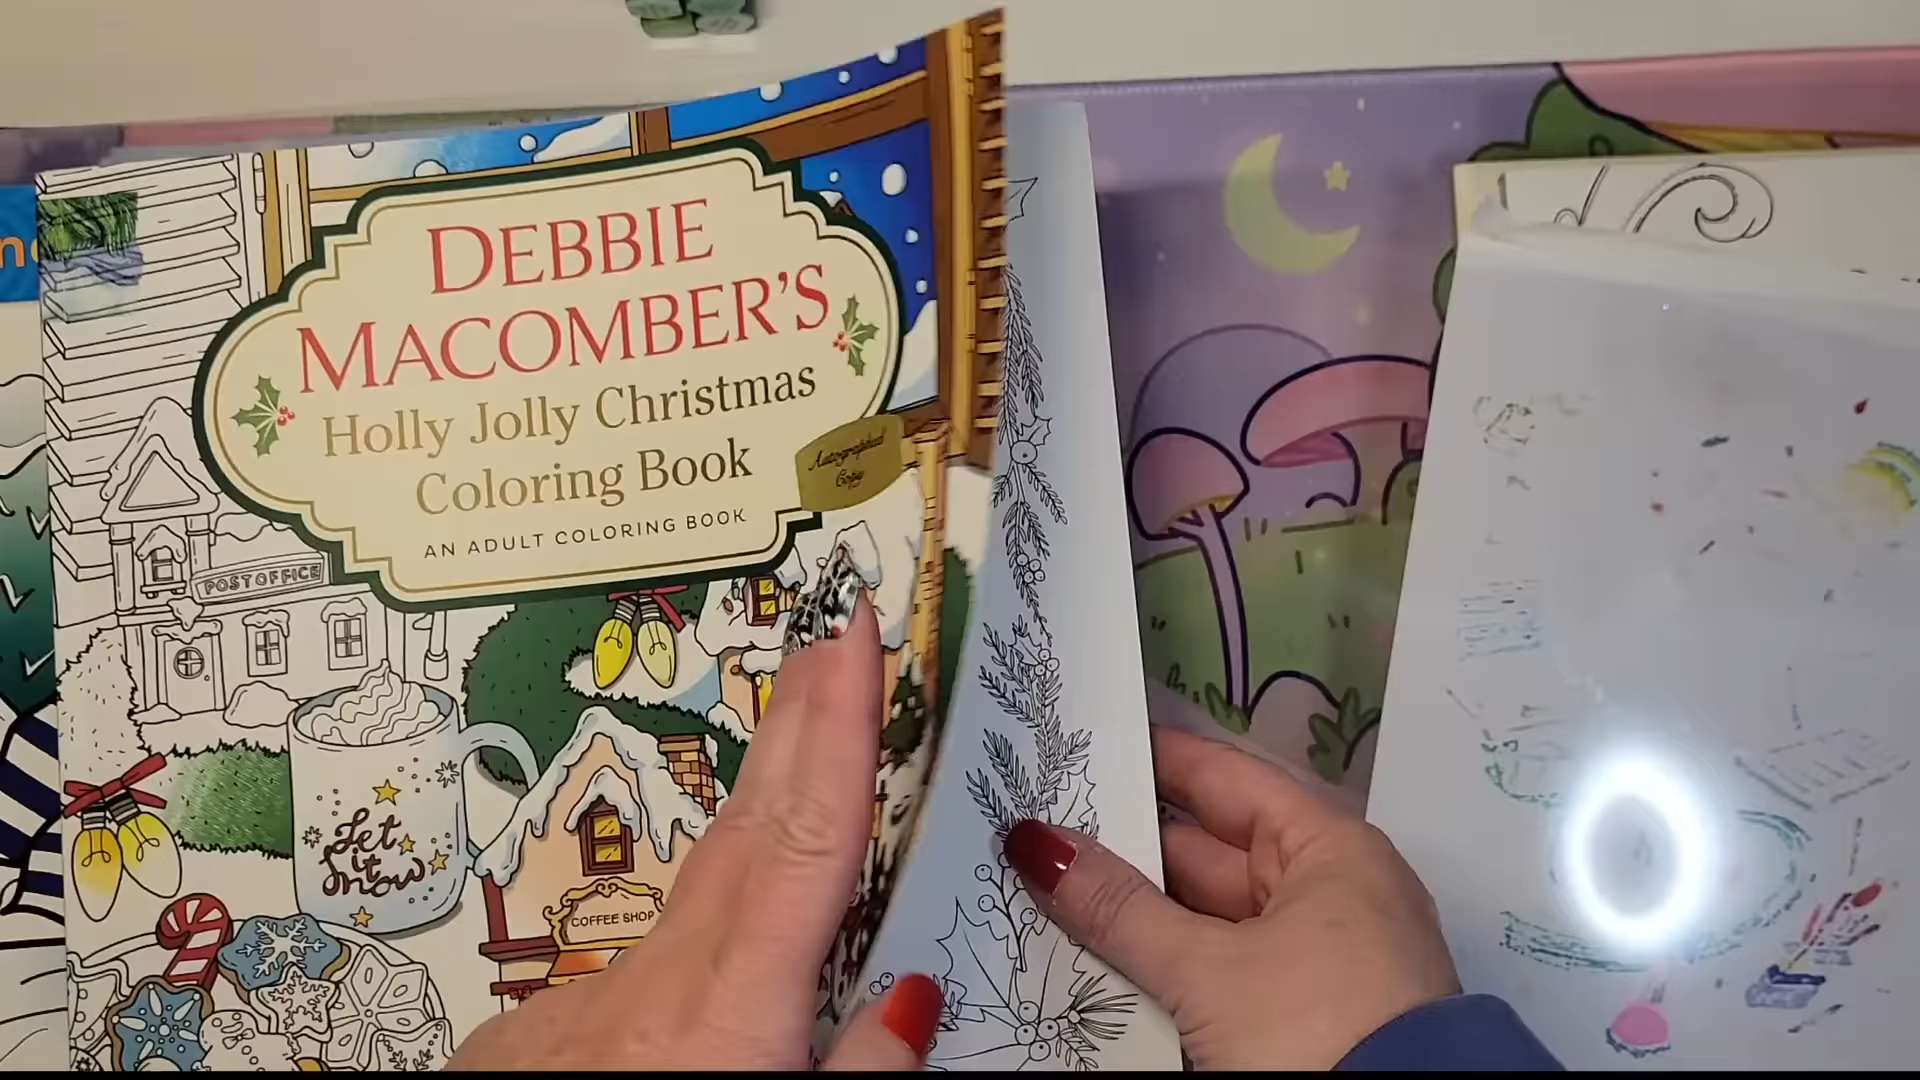 DEBBIE
MACOMBER'S
Holly Jolly Christmas
Coloring Book
AN ADULT COLORING BOOK
Autographed
Copy
POST OFFICE
Let
it
Snow
COFFEE SHOP